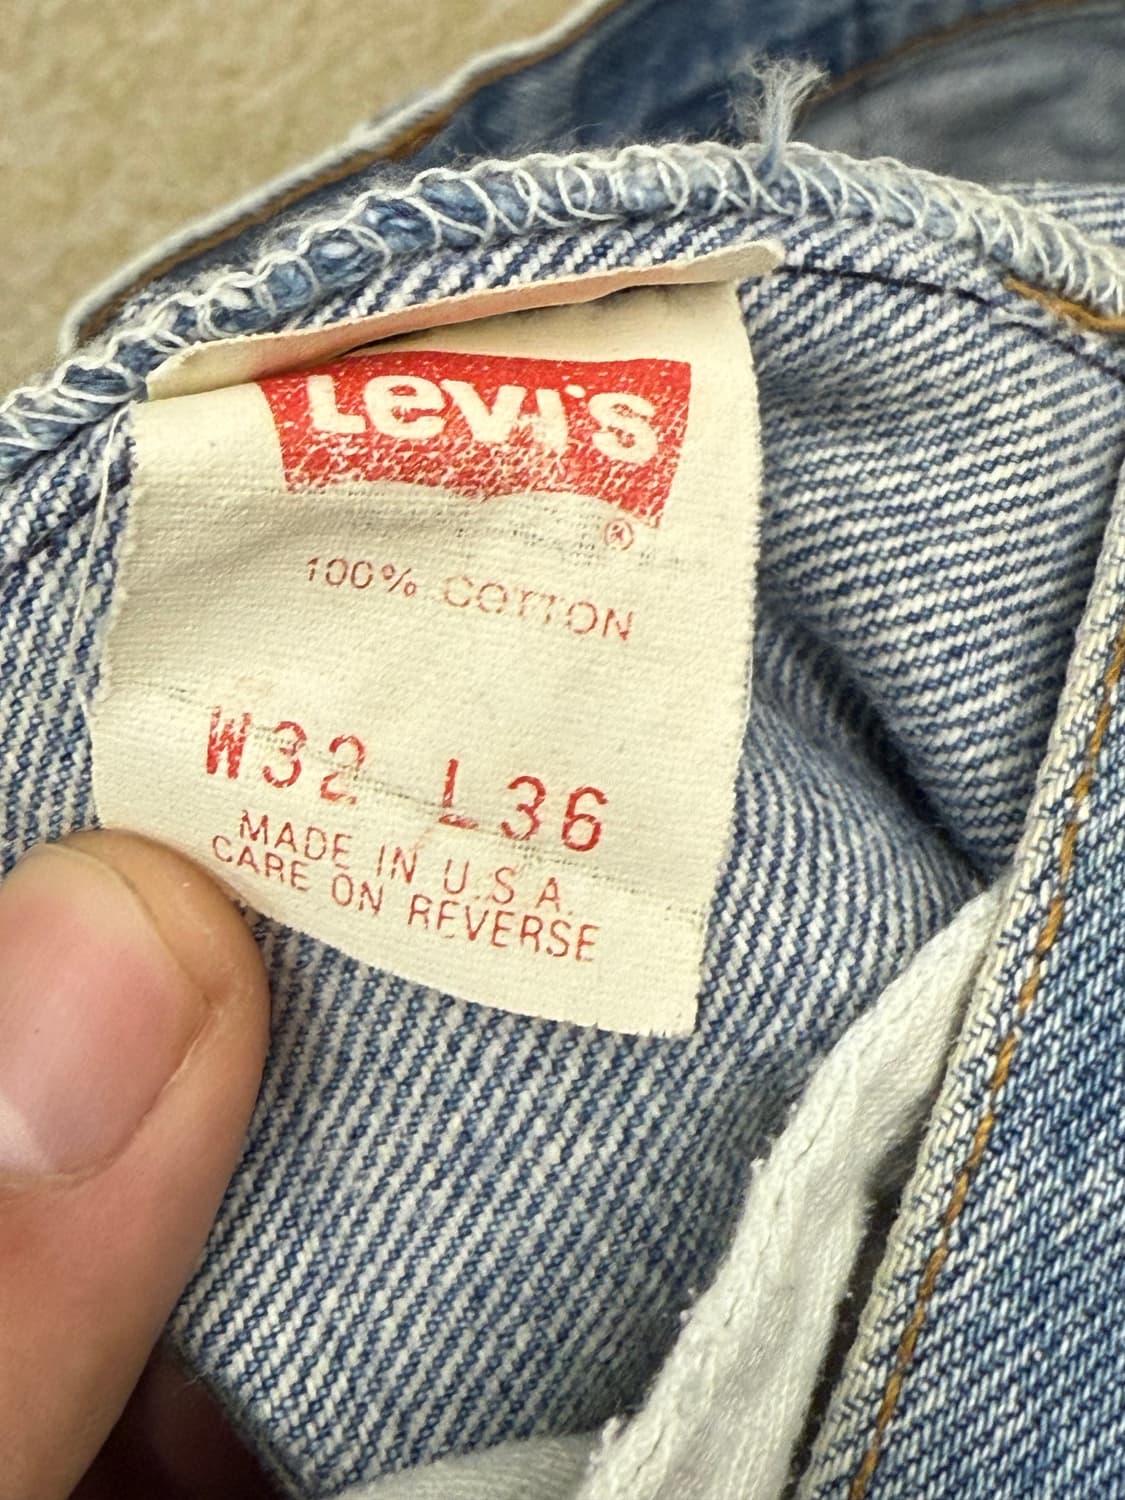 Levi's
®
100% COTTON
W32 L36
MADE IN U.S.A.
CARE ON REVERSE